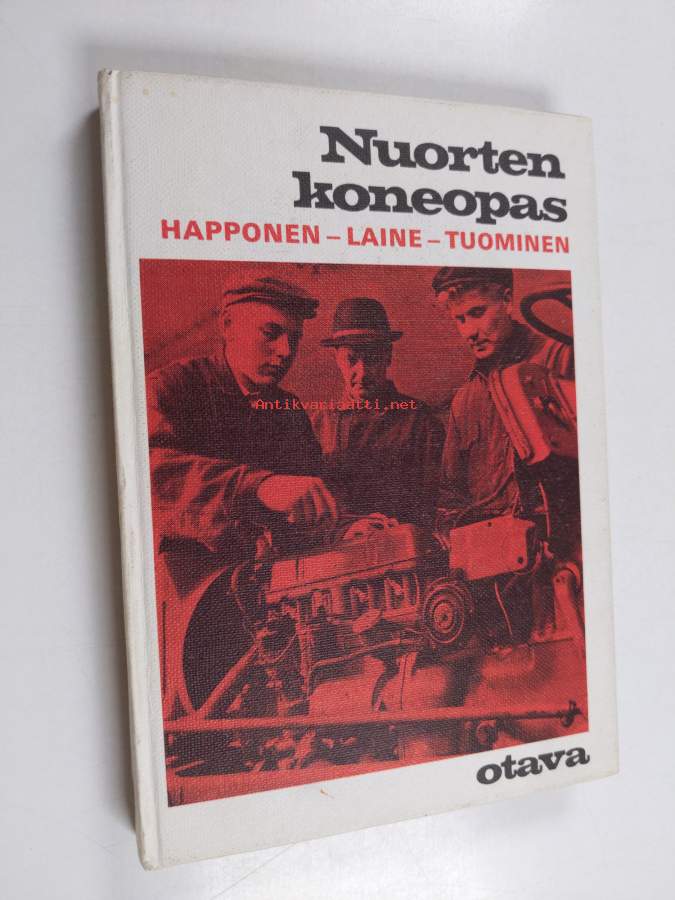 Nuorten
koneopas
HAPPONEN – LAINE – TUOMINEN
Antikvariaatti.net
otava